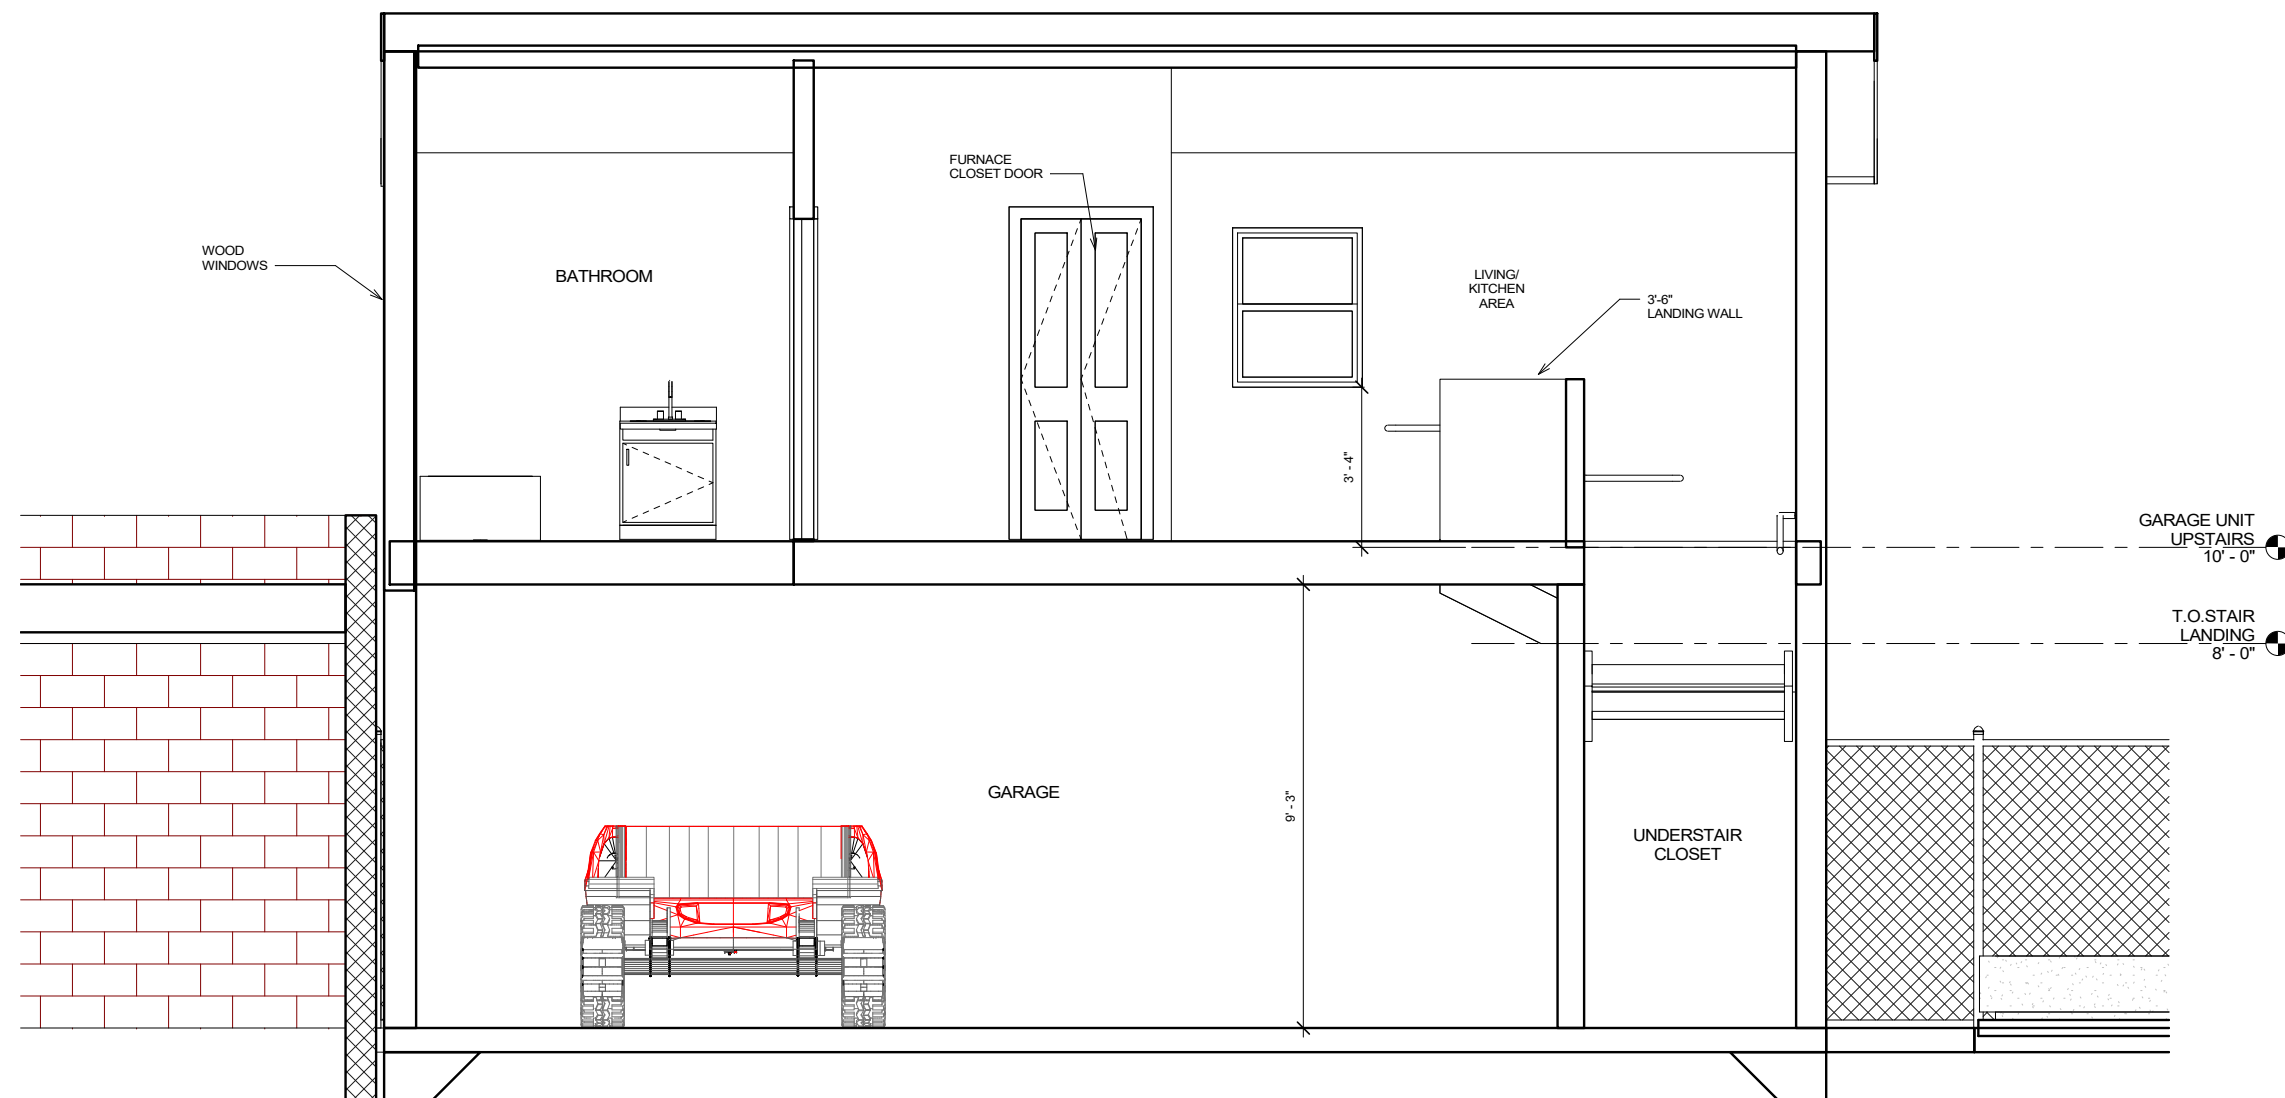 FURNACE
CLOSET DOOR
WOOD
WINDOWS
BATHROOM
LIVING/
KITCHEN
AREA
3'-6"
LANDING WALL
3' - 4"
GARAGE UNIT
UPSTAIRS
10' - 0"
T.O.STAIR
LANDING
8' - 0"
GARAGE
9' - 3"
UNDERSTAIR
CLOSET